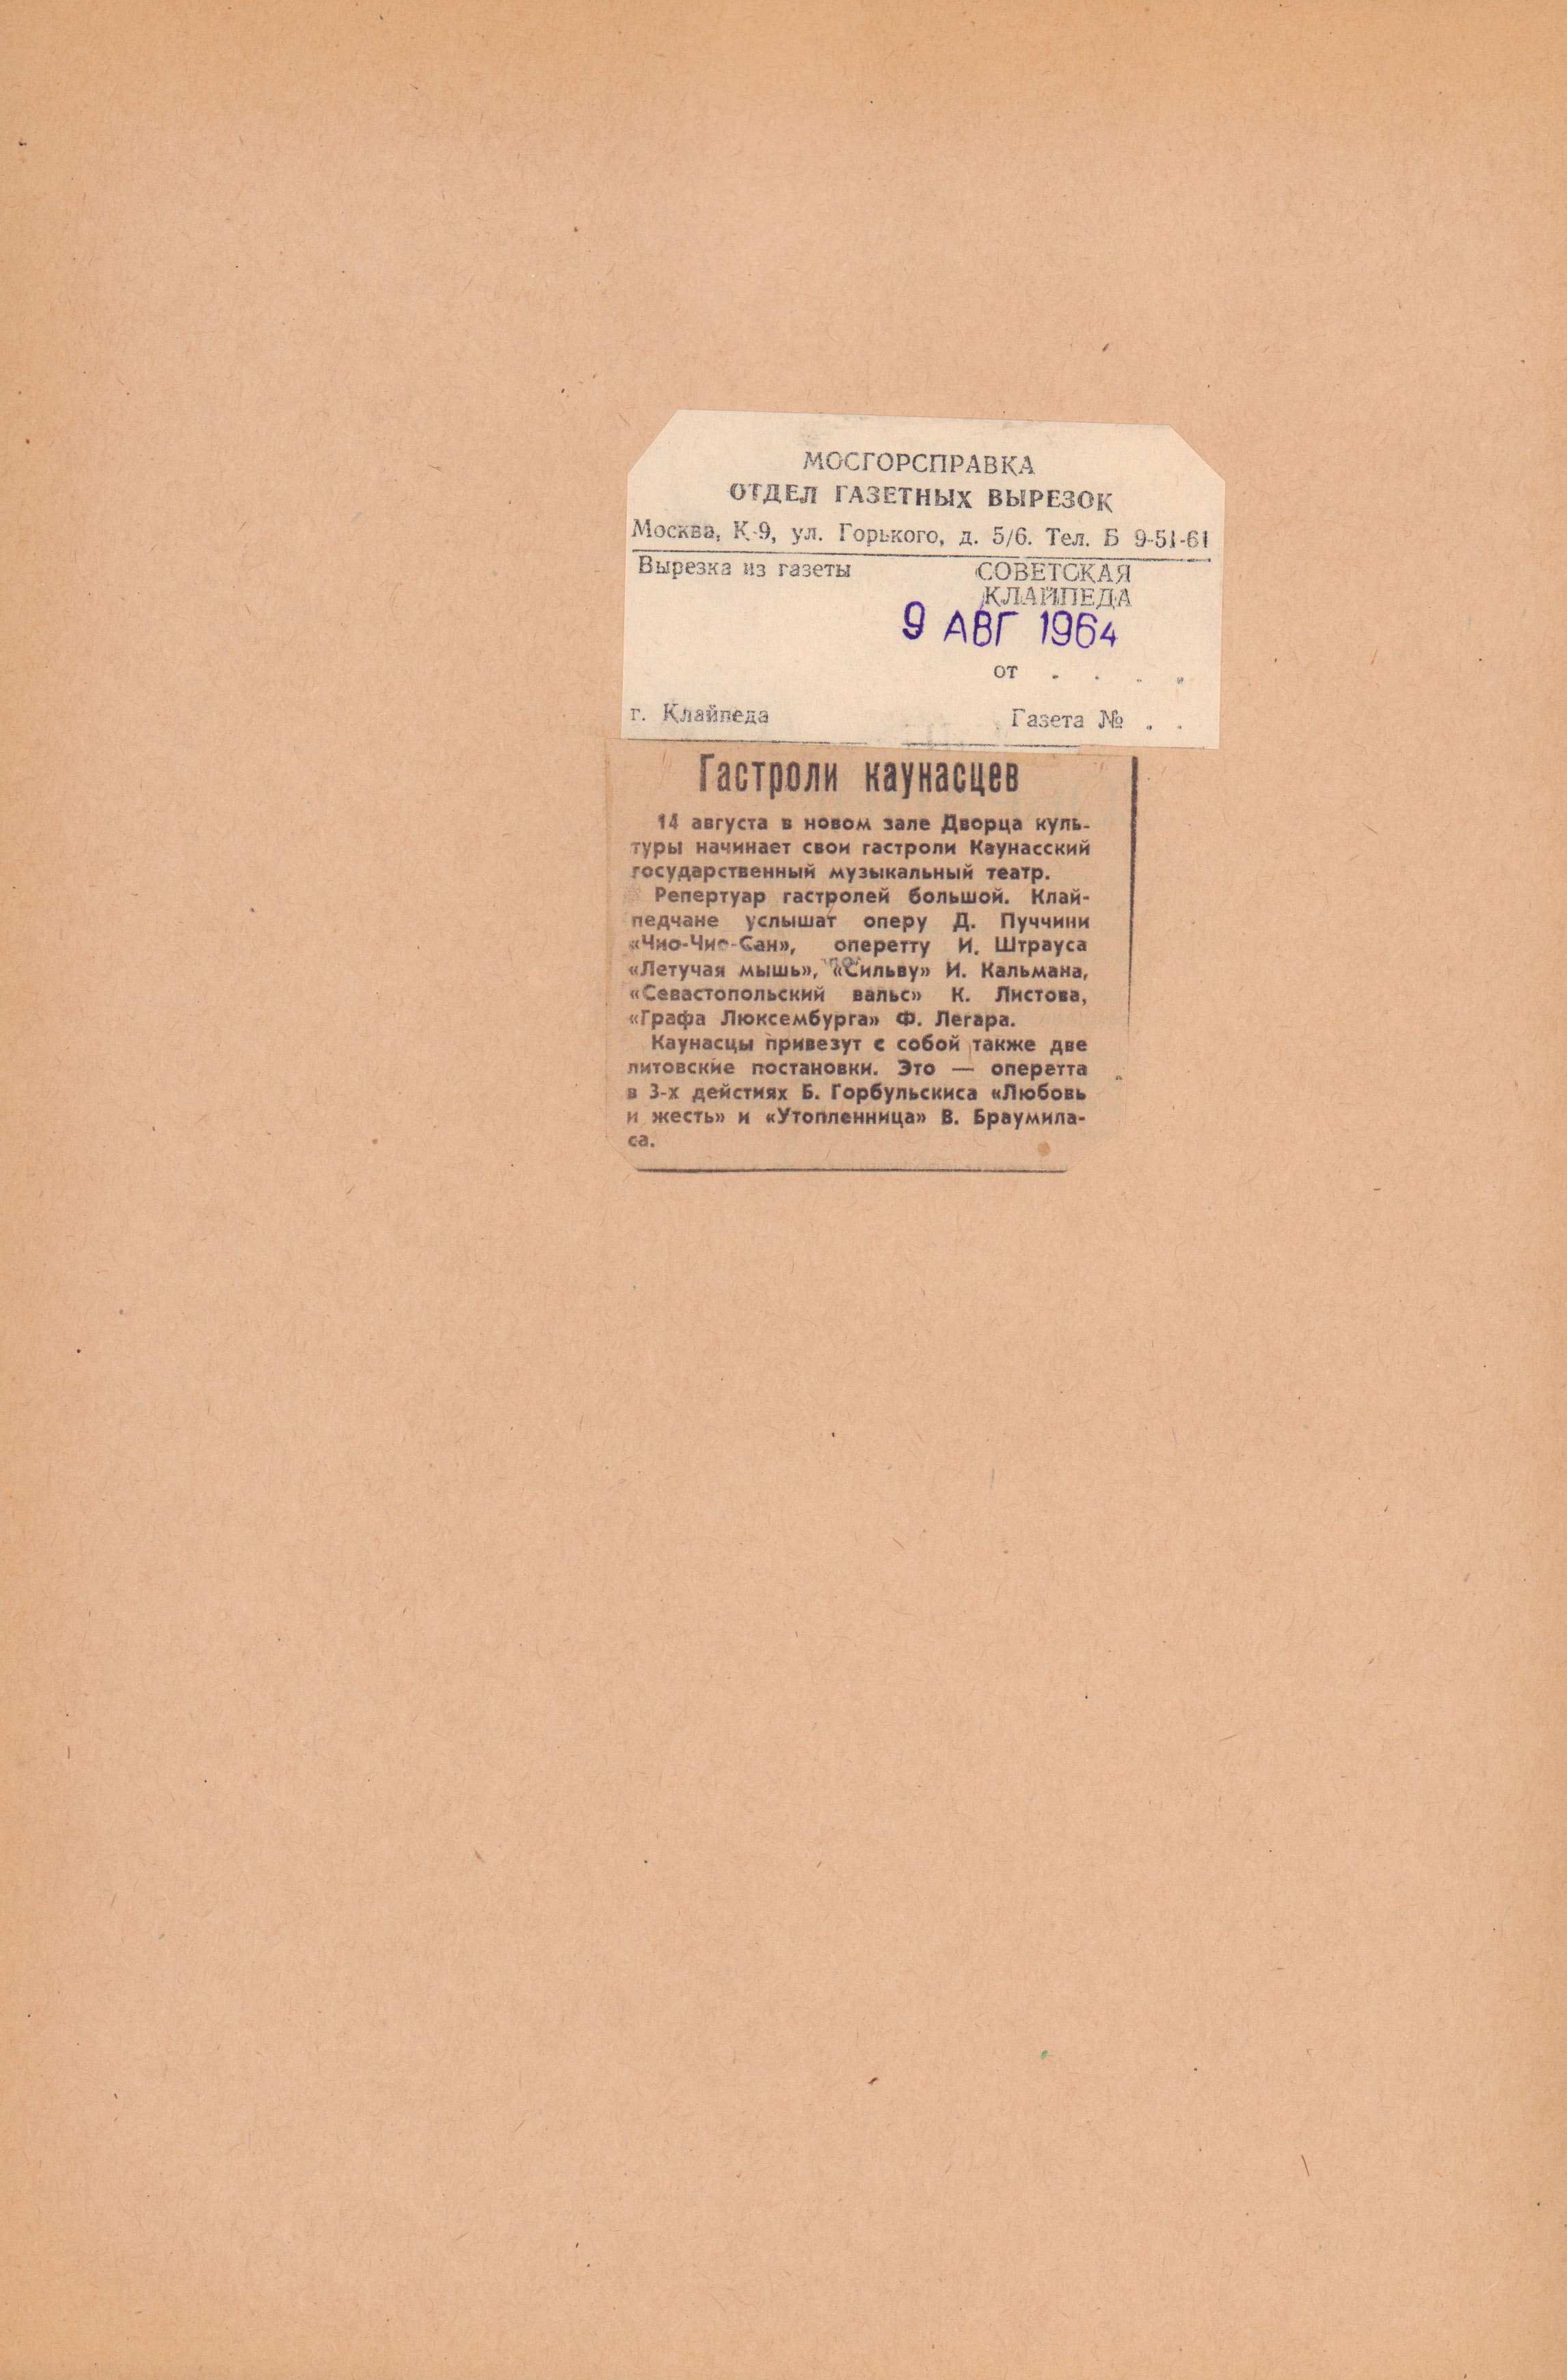 МОСГОРСПРАВКА
ОТДЕЛ ГАЗЕТНЫХ ВЫРЕЗОК
Москва, К-9, ул. Горького, д. 5/6. Тел. Б 9-51-61
Вырезка из газеты
СОВЕТСКАЯ
КЛАЙПЕДА
9 АВГ 1964
от . . . .
г. Клайпеда
Газета № . .
Гастроли каунасцев
14 августа в новом зале Дворца куль-
туры начинает свои гастроли Каунасский
государственный музыкальный театр.
Репертуар гастролей большой. Клай-
педчане услышат оперу Д. Пуччини
«Чио-Чио-Сан», оперетту И. Штрауса
«Летучая мышь», «Сильву» И. Кальмана,
«Севастопольский вальс» К. Листова,
«Графа Люксембурга» Ф. Легара.
Каунасцы привезут с собой также две
литовские постановки. Это — оперетта
в 3-х дейстиях Б. Горбульскиса «Любовь
и жесть» и «Утопленница» В. Браумила-
са.